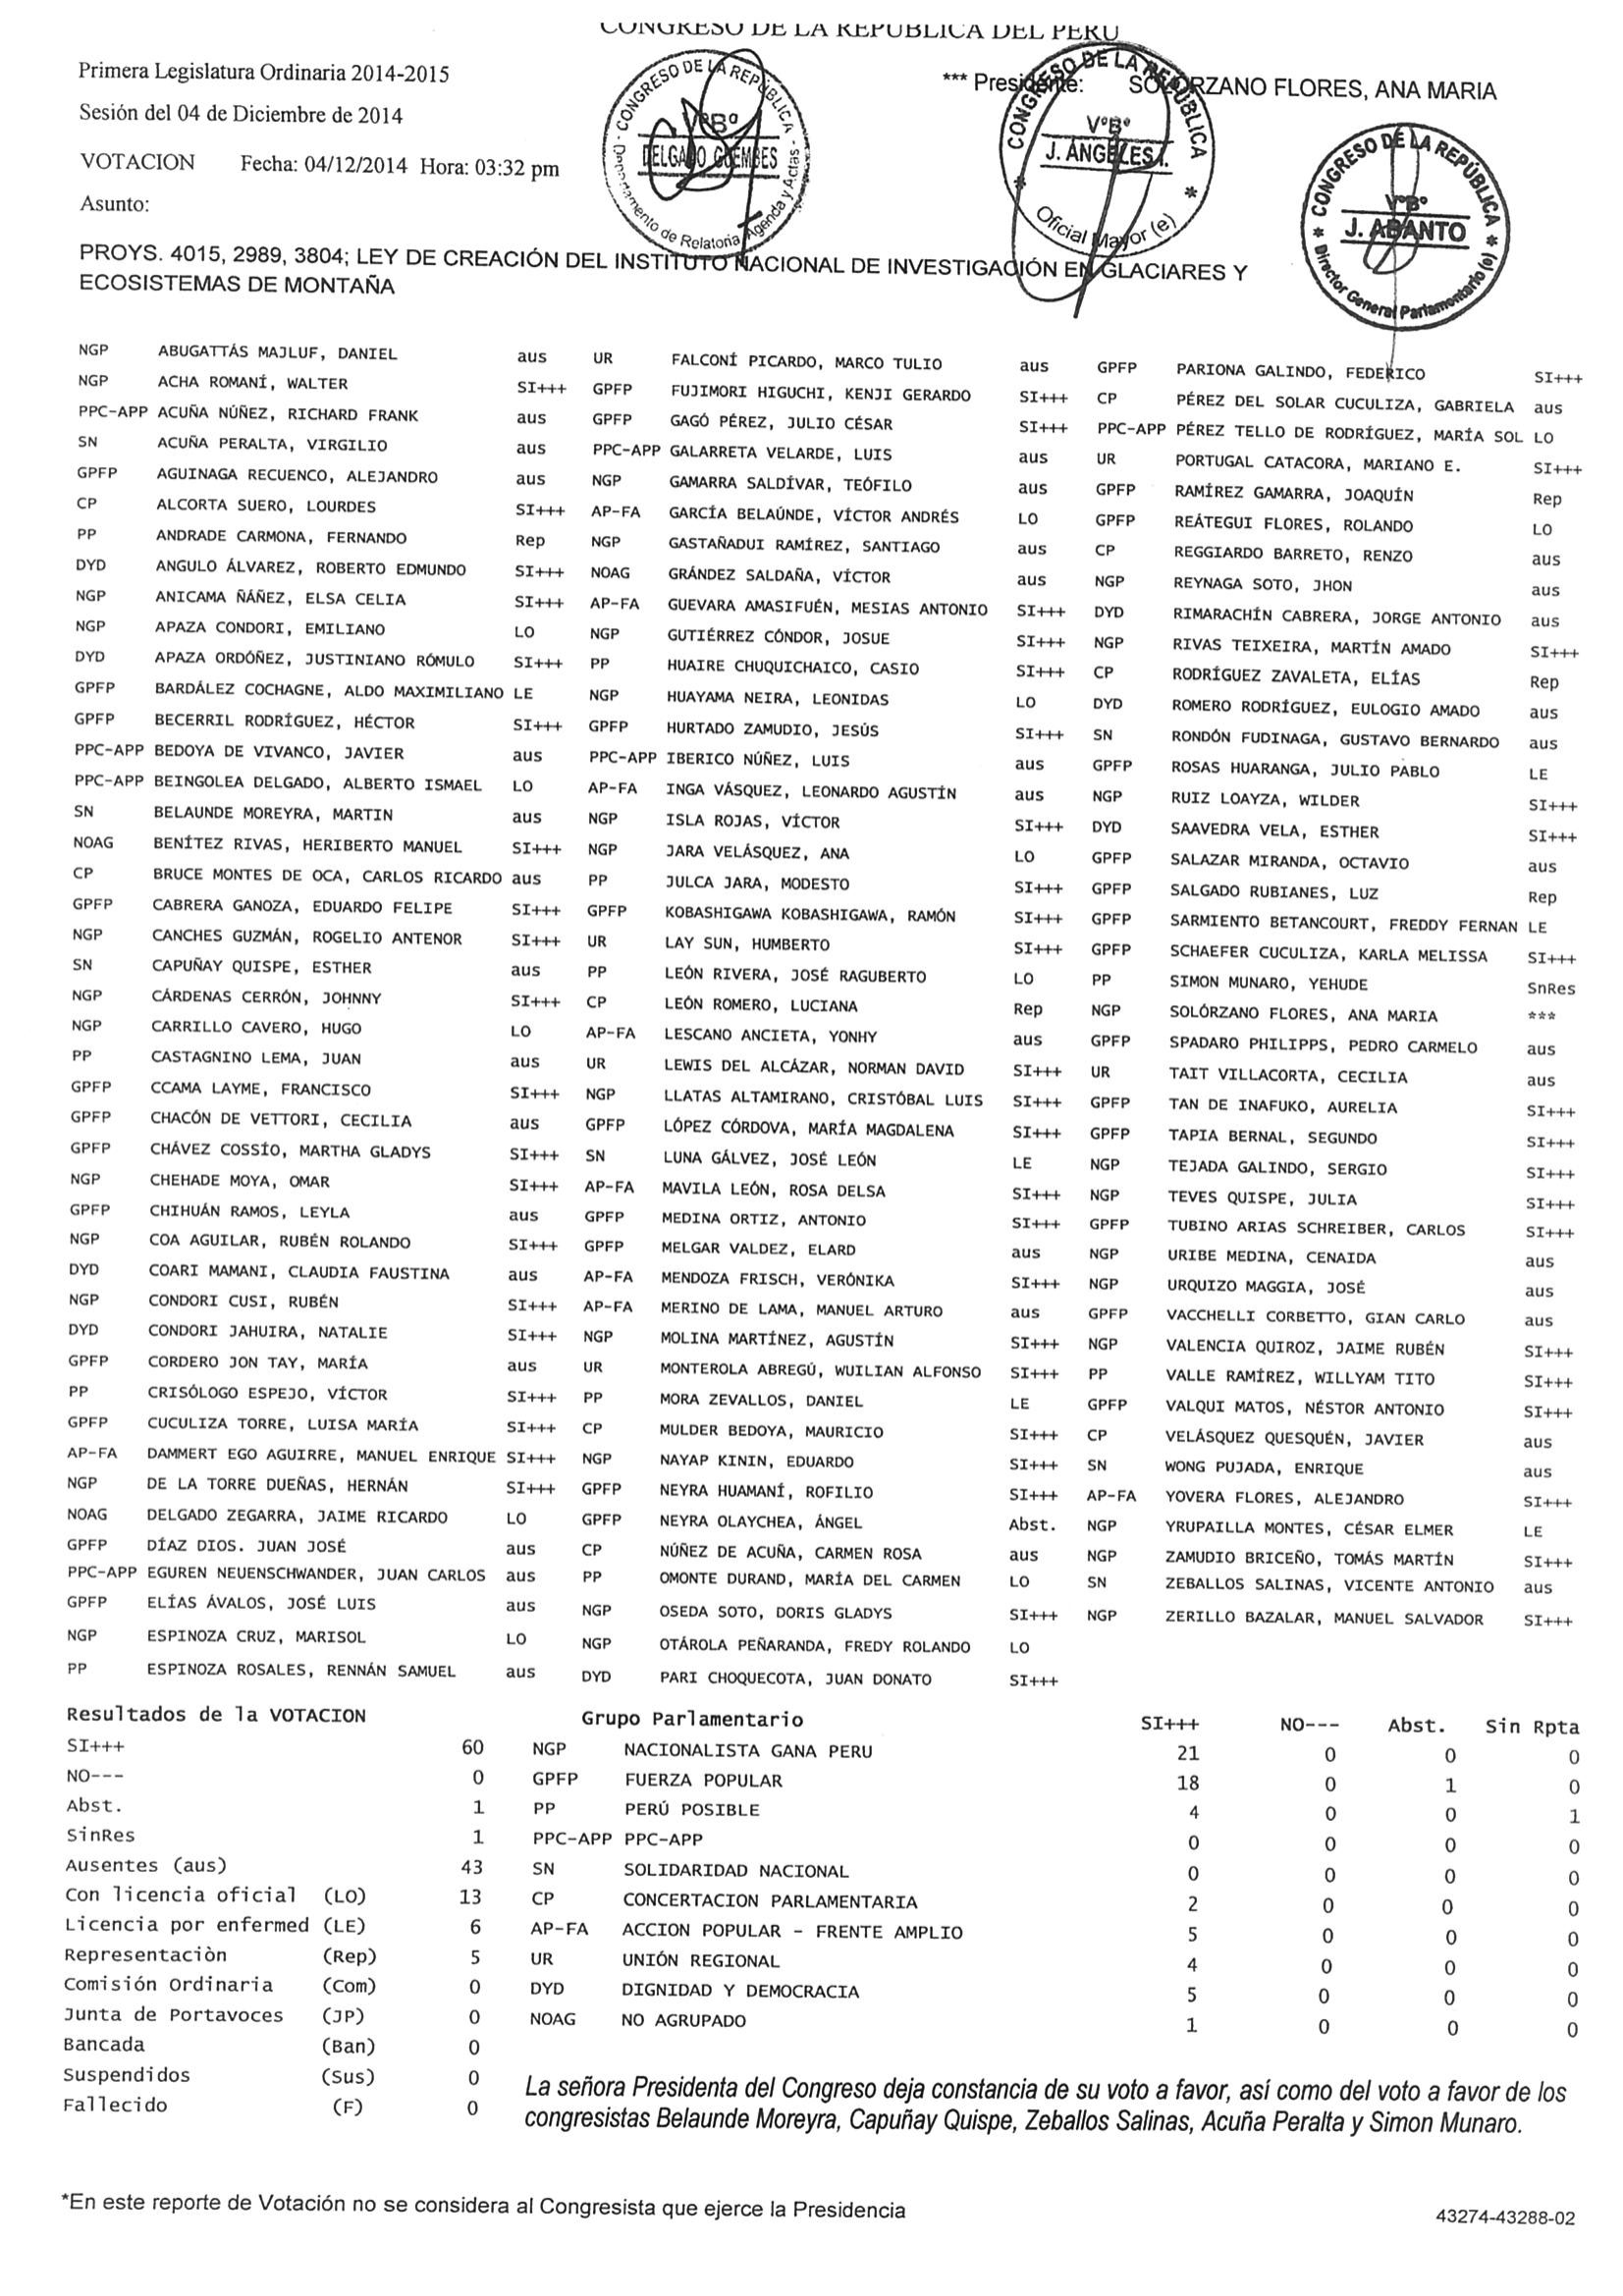 CONGRESO DE LA REPUBLICA DEL PERU
Primera Legislatura Ordinaria 2014-2015
*** Presidente: SOLÓRZANO FLORES, ANA MARIA
Sesión del 04 de Diciembre de 2014
VOTACION Fecha: 04/12/2014 Hora: 03:32 pm
Asunto:
CONGRESO DE LA REPÚBLICA
VºBº
DELGADO GUEMBES
Departamento de Relatoria Agenda y Actas
CONGRESO DE LA REPÚBLICA
VºBº
J. ANGELES I.
Oficial Mayor (e)
CONGRESO DE LA REPÚBLICA
VºBº
J. ABANTO
Director General Parlamentario (e)
PROYS. 4015, 2989, 3804; LEY DE CREACIÓN DEL INSTITUTO NACIONAL DE INVESTIGACIÓN EN GLACIARES Y
ECOSISTEMAS DE MONTAÑA
NGP ABUGATTÁS MAJLUF, DANIEL aus UR FALCONÍ PICARDO, MARCO TULIO aus GPFP PARIONA GALINDO, FEDERICO SI+++
NGP ACHA ROMANÍ, WALTER SI+++ GPFP FUJIMORI HIGUCHI, KENJI GERARDO SI+++ CP PÉREZ DEL SOLAR CUCULIZA, GABRIELA aus
PPC-APP ACUÑA NÚÑEZ, RICHARD FRANK aus GPFP GAGÓ PÉREZ, JULIO CÉSAR SI+++ PPC-APP PÉREZ TELLO DE RODRÍGUEZ, MARÍA SOL LO
SN ACUÑA PERALTA, VIRGILIO aus PPC-APP GALARRETA VELARDE, LUIS aus UR PORTUGAL CATACORA, MARIANO E. SI+++
GPFP AGUINAGA RECUENCO, ALEJANDRO aus NGP GAMARRA SALDÍVAR, TEÓFILO aus GPFP RAMÍREZ GAMARRA, JOAQUÍN Rep
CP ALCORTA SUERO, LOURDES SI+++ AP-FA GARCÍA BELAÚNDE, VÍCTOR ANDRÉS LO GPFP REÁTEGUI FLORES, ROLANDO LO
PP ANDRADE CARMONA, FERNANDO Rep NGP GASTAÑADUI RAMÍREZ, SANTIAGO aus CP REGGIARDO BARRETO, RENZO aus
DYD ANGULO ÁLVAREZ, ROBERTO EDMUNDO SI+++ NOAG GRÁNDEZ SALDAÑA, VÍCTOR aus NGP REYNAGA SOTO, JHON aus
NGP ANICAMA ÑÁÑEZ, ELSA CELIA SI+++ AP-FA GUEVARA AMASIFUÉN, MESIAS ANTONIO SI+++ DYD RIMARACHÍN CABRERA, JORGE ANTONIO aus
NGP APAZA CONDORI, EMILIANO LO NGP GUTIÉRREZ CÓNDOR, JOSUE SI+++ NGP RIVAS TEIXEIRA, MARTÍN AMADO SI+++
DYD APAZA ORDÓÑEZ, JUSTINIANO RÓMULO SI+++ PP HUAIRE CHUQUICHAICO, CASIO SI+++ CP RODRÍGUEZ ZAVALETA, ELÍAS Rep
GPFP BARDÁLEZ COCHAGNE, ALDO MAXIMILIANO LE NGP HUAYAMA NEIRA, LEONIDAS LO DYD ROMERO RODRÍGUEZ, EULOGIO AMADO aus
GPFP BECERRIL RODRÍGUEZ, HÉCTOR SI+++ GPFP HURTADO ZAMUDIO, JESÚS SI+++ SN RONDÓN FUDINAGA, GUSTAVO BERNARDO aus
PPC-APP BEDOYA DE VIVANCO, JAVIER aus PPC-APP IBERICO NÚÑEZ, LUIS aus GPFP ROSAS HUARANGA, JULIO PABLO LE
PPC-APP BEINGOLEA DELGADO, ALBERTO ISMAEL LO AP-FA INGA VÁSQUEZ, LEONARDO AGUSTÍN aus NGP RUIZ LOAYZA, WILDER SI+++
SN BELAUNDE MOREYRA, MARTIN aus NGP ISLA ROJAS, VÍCTOR SI+++ DYD SAAVEDRA VELA, ESTHER SI+++
NOAG BENÍTEZ RIVAS, HERIBERTO MANUEL SI+++ NGP JARA VELÁSQUEZ, ANA LO GPFP SALAZAR MIRANDA, OCTAVIO aus
CP BRUCE MONTES DE OCA, CARLOS RICARDO aus PP JULCA JARA, MODESTO SI+++ GPFP SALGADO RUBIANES, LUZ Rep
GPFP CABRERA GANOZA, EDUARDO FELIPE SI+++ GPFP KOBASHIGAWA KOBASHIGAWA, RAMÓN SI+++ GPFP SARMIENTO BETANCOURT, FREDDY FERNAN LE
NGP CANCHES GUZMÁN, ROGELIO ANTENOR SI+++ UR LAY SUN, HUMBERTO SI+++ GPFP SCHAEFER CUCULIZA, KARLA MELISSA SI+++
SN CAPUÑAY QUISPE, ESTHER aus PP LEÓN RIVERA, JOSÉ RAGUBERTO LO PP SIMON MUNARO, YEHUDE SnRes
NGP CÁRDENAS CERRÓN, JOHNNY SI+++ CP LEÓN ROMERO, LUCIANA Rep NGP SOLÓRZANO FLORES, ANA MARIA ***
NGP CARRILLO CAVERO, HUGO LO AP-FA LESCANO ANCIETA, YONHY aus GPFP SPADARO PHILIPPS, PEDRO CARMELO aus
PP CASTAGNINO LEMA, JUAN aus UR LEWIS DEL ALCÁZAR, NORMAN DAVID SI+++ UR TAIT VILLACORTA, CECILIA aus
GPFP CCAMA LAYME, FRANCISCO SI+++ NGP LLATAS ALTAMIRANO, CRISTÓBAL LUIS SI+++ GPFP TAN DE INAFUKO, AURELIA SI+++
GPFP CHACÓN DE VETTORI, CECILIA aus GPFP LÓPEZ CÓRDOVA, MARÍA MAGDALENA SI+++ GPFP TAPIA BERNAL, SEGUNDO SI+++
GPFP CHÁVEZ COSSÍO, MARTHA GLADYS SI+++ SN LUNA GÁLVEZ, JOSÉ LEÓN LE NGP TEJADA GALINDO, SERGIO SI+++
NGP CHEHADE MOYA, OMAR SI+++ AP-FA MAVILA LEÓN, ROSA DELSA SI+++ NGP TEVES QUISPE, JULIA SI+++
GPFP CHIHUÁN RAMOS, LEYLA aus GPFP MEDINA ORTIZ, ANTONIO SI+++ GPFP TUBINO ARIAS SCHREIBER, CARLOS SI+++
NGP COA AGUILAR, RUBÉN ROLANDO SI+++ GPFP MELGAR VALDEZ, ELARD aus NGP URIBE MEDINA, CENAIDA aus
DYD COARI MAMANI, CLAUDIA FAUSTINA aus AP-FA MENDOZA FRISCH, VERÓNIKA SI+++ NGP URQUIZO MAGGIA, JOSÉ aus
NGP CONDORI CUSI, RUBÉN SI+++ AP-FA MERINO DE LAMA, MANUEL ARTURO aus GPFP VACCHELLI CORBETTO, GIAN CARLO aus
DYD CONDORI JAHUIRA, NATALIE SI+++ NGP MOLINA MARTÍNEZ, AGUSTÍN SI+++ NGP VALENCIA QUIROZ, JAIME RUBÉN SI+++
GPFP CORDERO JON TAY, MARÍA aus UR MONTEROLA ABREGÚ, WUILIAN ALFONSO SI+++ PP VALLE RAMÍREZ, WILLYAM TITO SI+++
PP CRISÓLOGO ESPEJO, VÍCTOR SI+++ PP MORA ZEVALLOS, DANIEL LE GPFP VALQUI MATOS, NÉSTOR ANTONIO SI+++
GPFP CUCULIZA TORRE, LUISA MARÍA SI+++ CP MULDER BEDOYA, MAURICIO SI+++ CP VELÁSQUEZ QUESQUÉN, JAVIER aus
AP-FA DAMMERT EGO AGUIRRE, MANUEL ENRIQUE SI+++ NGP NAYAP KININ, EDUARDO SI+++ SN WONG PUJADA, ENRIQUE aus
NGP DE LA TORRE DUEÑAS, HERNÁN SI+++ GPFP NEYRA HUAMANÍ, ROFILIO SI+++ AP-FA YOVERA FLORES, ALEJANDRO SI+++
NOAG DELGADO ZEGARRA, JAIME RICARDO LO GPFP NEYRA OLAYCHEA, ÁNGEL Abst. NGP YRUPAILLA MONTES, CÉSAR ELMER LE
GPFP DÍAZ DIOS. JUAN JOSÉ aus CP NÚÑEZ DE ACUÑA, CARMEN ROSA aus NGP ZAMUDIO BRICEÑO, TOMÁS MARTÍN SI+++
PPC-APP EGUREN NEUENSCHWANDER, JUAN CARLOS aus PP OMONTE DURAND, MARÍA DEL CARMEN LO SN ZEBALLOS SALINAS, VICENTE ANTONIO aus
GPFP ELÍAS ÁVALOS, JOSÉ LUIS aus NGP OSEDA SOTO, DORIS GLADYS SI+++ NGP ZERILLO BAZALAR, MANUEL SALVADOR SI+++
NGP ESPINOZA CRUZ, MARISOL LO NGP OTÁROLA PEÑARANDA, FREDY ROLANDO LO
PP ESPINOZA ROSALES, RENNÁN SAMUEL aus DYD PARI CHOQUECOTA, JUAN DONATO SI+++
Resultados de la VOTACION Grupo Parlamentario SI+++ NO--- Abst. Sin Rpta
SI+++ 60 NGP NACIONALISTA GANA PERU 21 0 0 0
NO--- 0 GPFP FUERZA POPULAR 18 0 1 0
Abst. 1 PP PERÚ POSIBLE 4 0 0 1
SinRes 1 PPC-APP PPC-APP 0 0 0 0
Ausentes (aus) 43 SN SOLIDARIDAD NACIONAL 0 0 0 0
Con licencia oficial (LO) 13 CP CONCERTACION PARLAMENTARIA 2 0 0 0
Licencia por enfermed (LE) 6 AP-FA ACCION POPULAR - FRENTE AMPLIO 5 0 0 0
Representaciòn (Rep) 5 UR UNIÓN REGIONAL 4 0 0 0
Comisión Ordinaria (Com) 0 DYD DIGNIDAD Y DEMOCRACIA 5 0 0 0
Junta de Portavoces (JP) 0 NOAG NO AGRUPADO 1 0 0 0
Bancada (Ban) 0
Suspendidos (Sus) 0
Fallecido (F) 0
La señora Presidenta del Congreso deja constancia de su voto a favor, así como del voto a favor de los
congresistas Belaunde Moreyra, Capuñay Quispe, Zeballos Salinas, Acuña Peralta y Simon Munaro.
*En este reporte de Votación no se considera al Congresista que ejerce la Presidencia
43274-43288-02